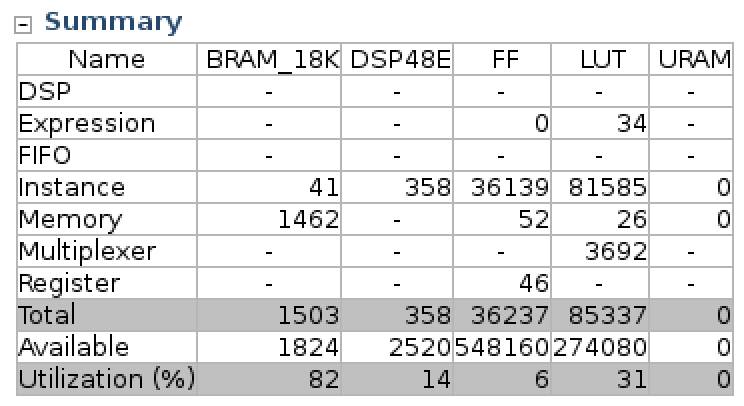 Summary
Name BRAM_18K DSP48E FF LUT URAM
DSP - - - - -
Expression - - 0 34 -
FIFO - - - - -
Instance 41 358 36139 81585 0
Memory 1462 - 52 26 0
Multiplexer - - - 3692 -
Register - - 46 - -
Total 1503 358 36237 85337 0
Available 1824 2520 548160 274080 0
Utilization (%) 82 14 6 31 0